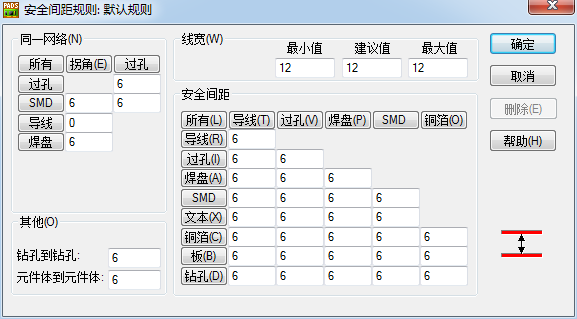 PADS 安全间距规则: 默认规则
同一网络(N)
所有 拐角(E) 过孔
过孔 6
SMD 6 6
导线 0
焊盘 6
其他(O)
钻孔到钻孔: 6
元件体到元件体: 6
线宽(W)
最小值 建议值 最大值
12 12 12
安全间距
所有(L) 导线(T) 过孔(V) 焊盘(P) SMD 铜箔(O)
导线(R) 6
过孔(I) 6 6
焊盘(A) 6 6 6
SMD 6 6 6 6
文本(X) 6 6 6 6
铜箔(C) 6 6 6 6 6
板(B) 6 6 6 6 6
钻孔(D) 6 6 6 6 6
确定
取消
删除(E)
帮助(H)